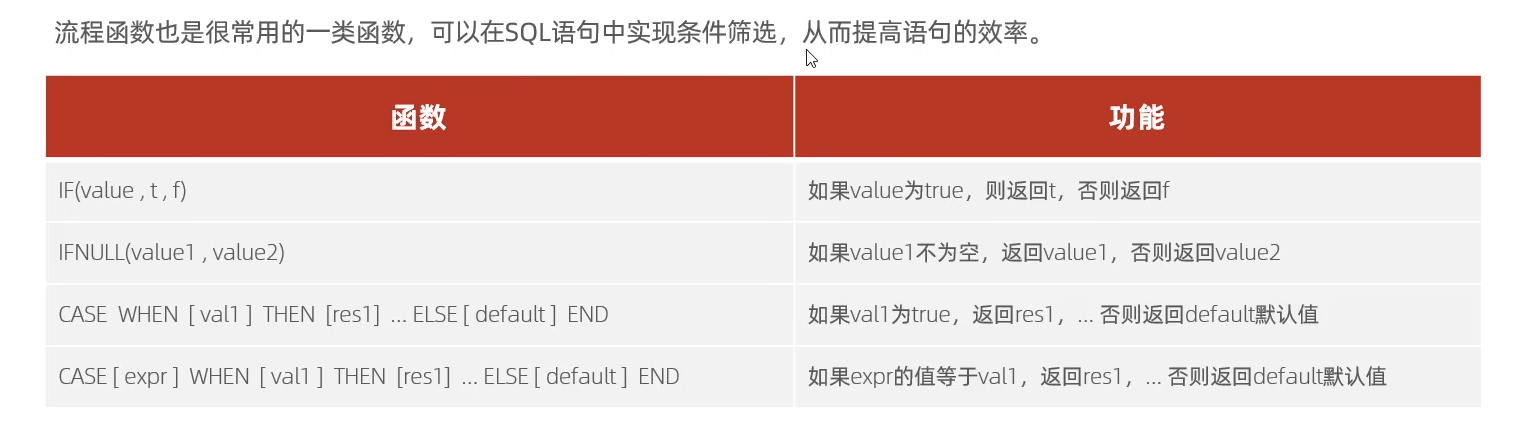 流程函数也是很常用的一类函数，可以在SQL语句中实现条件筛选，从而提高语句的效率。
函数 功能
IF(value , t , f) 如果value为true，则返回t，否则返回f
IFNULL(value1 , value2) 如果value1不为空，返回value1，否则返回value2
CASE WHEN [ val1 ] THEN [res1] ... ELSE [ default ] END 如果val1为true，返回res1，... 否则返回default默认值
CASE [ expr ] WHEN [ val1 ] THEN [res1] ... ELSE [ default ] END 如果expr的值等于val1，返回res1，... 否则返回default默认值